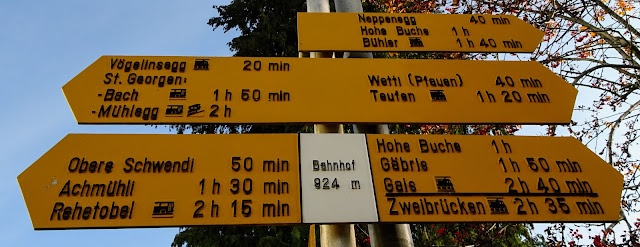 Neppenegg 40 min
Hohe Buche 1 h
Bühler 1 h 40 min
Vögelinsegg 20 min
St. Georgen:
-Bach 1 h 50 min
-Mühlegg 2 h
Wetti (Pfauen) 40 min
Teufen 1 h 20 min
Obere Schwendi 50 min
Achmühli 1 h 30 min
Rehetobel 2 h 15 min
Bahnhof
924 m
Hohe Buche 1 h
Gäbris 1 h 50 min
Gais 2 h 40 min
Zweibrücken 2 h 35 min